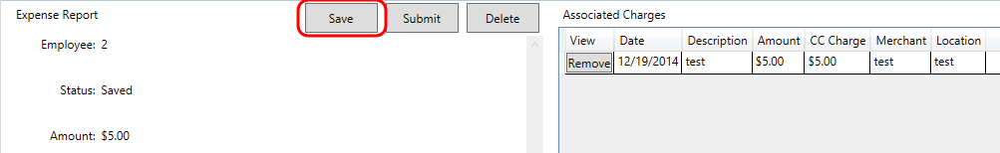 Expense Report
Save
Submit
Delete
Employee: 2
Status: Saved
Amount: $5.00
Associated Charges
View Date Description Amount CC Charge Merchant Location
Remove 12/19/2014 test $5.00 $5.00 test test